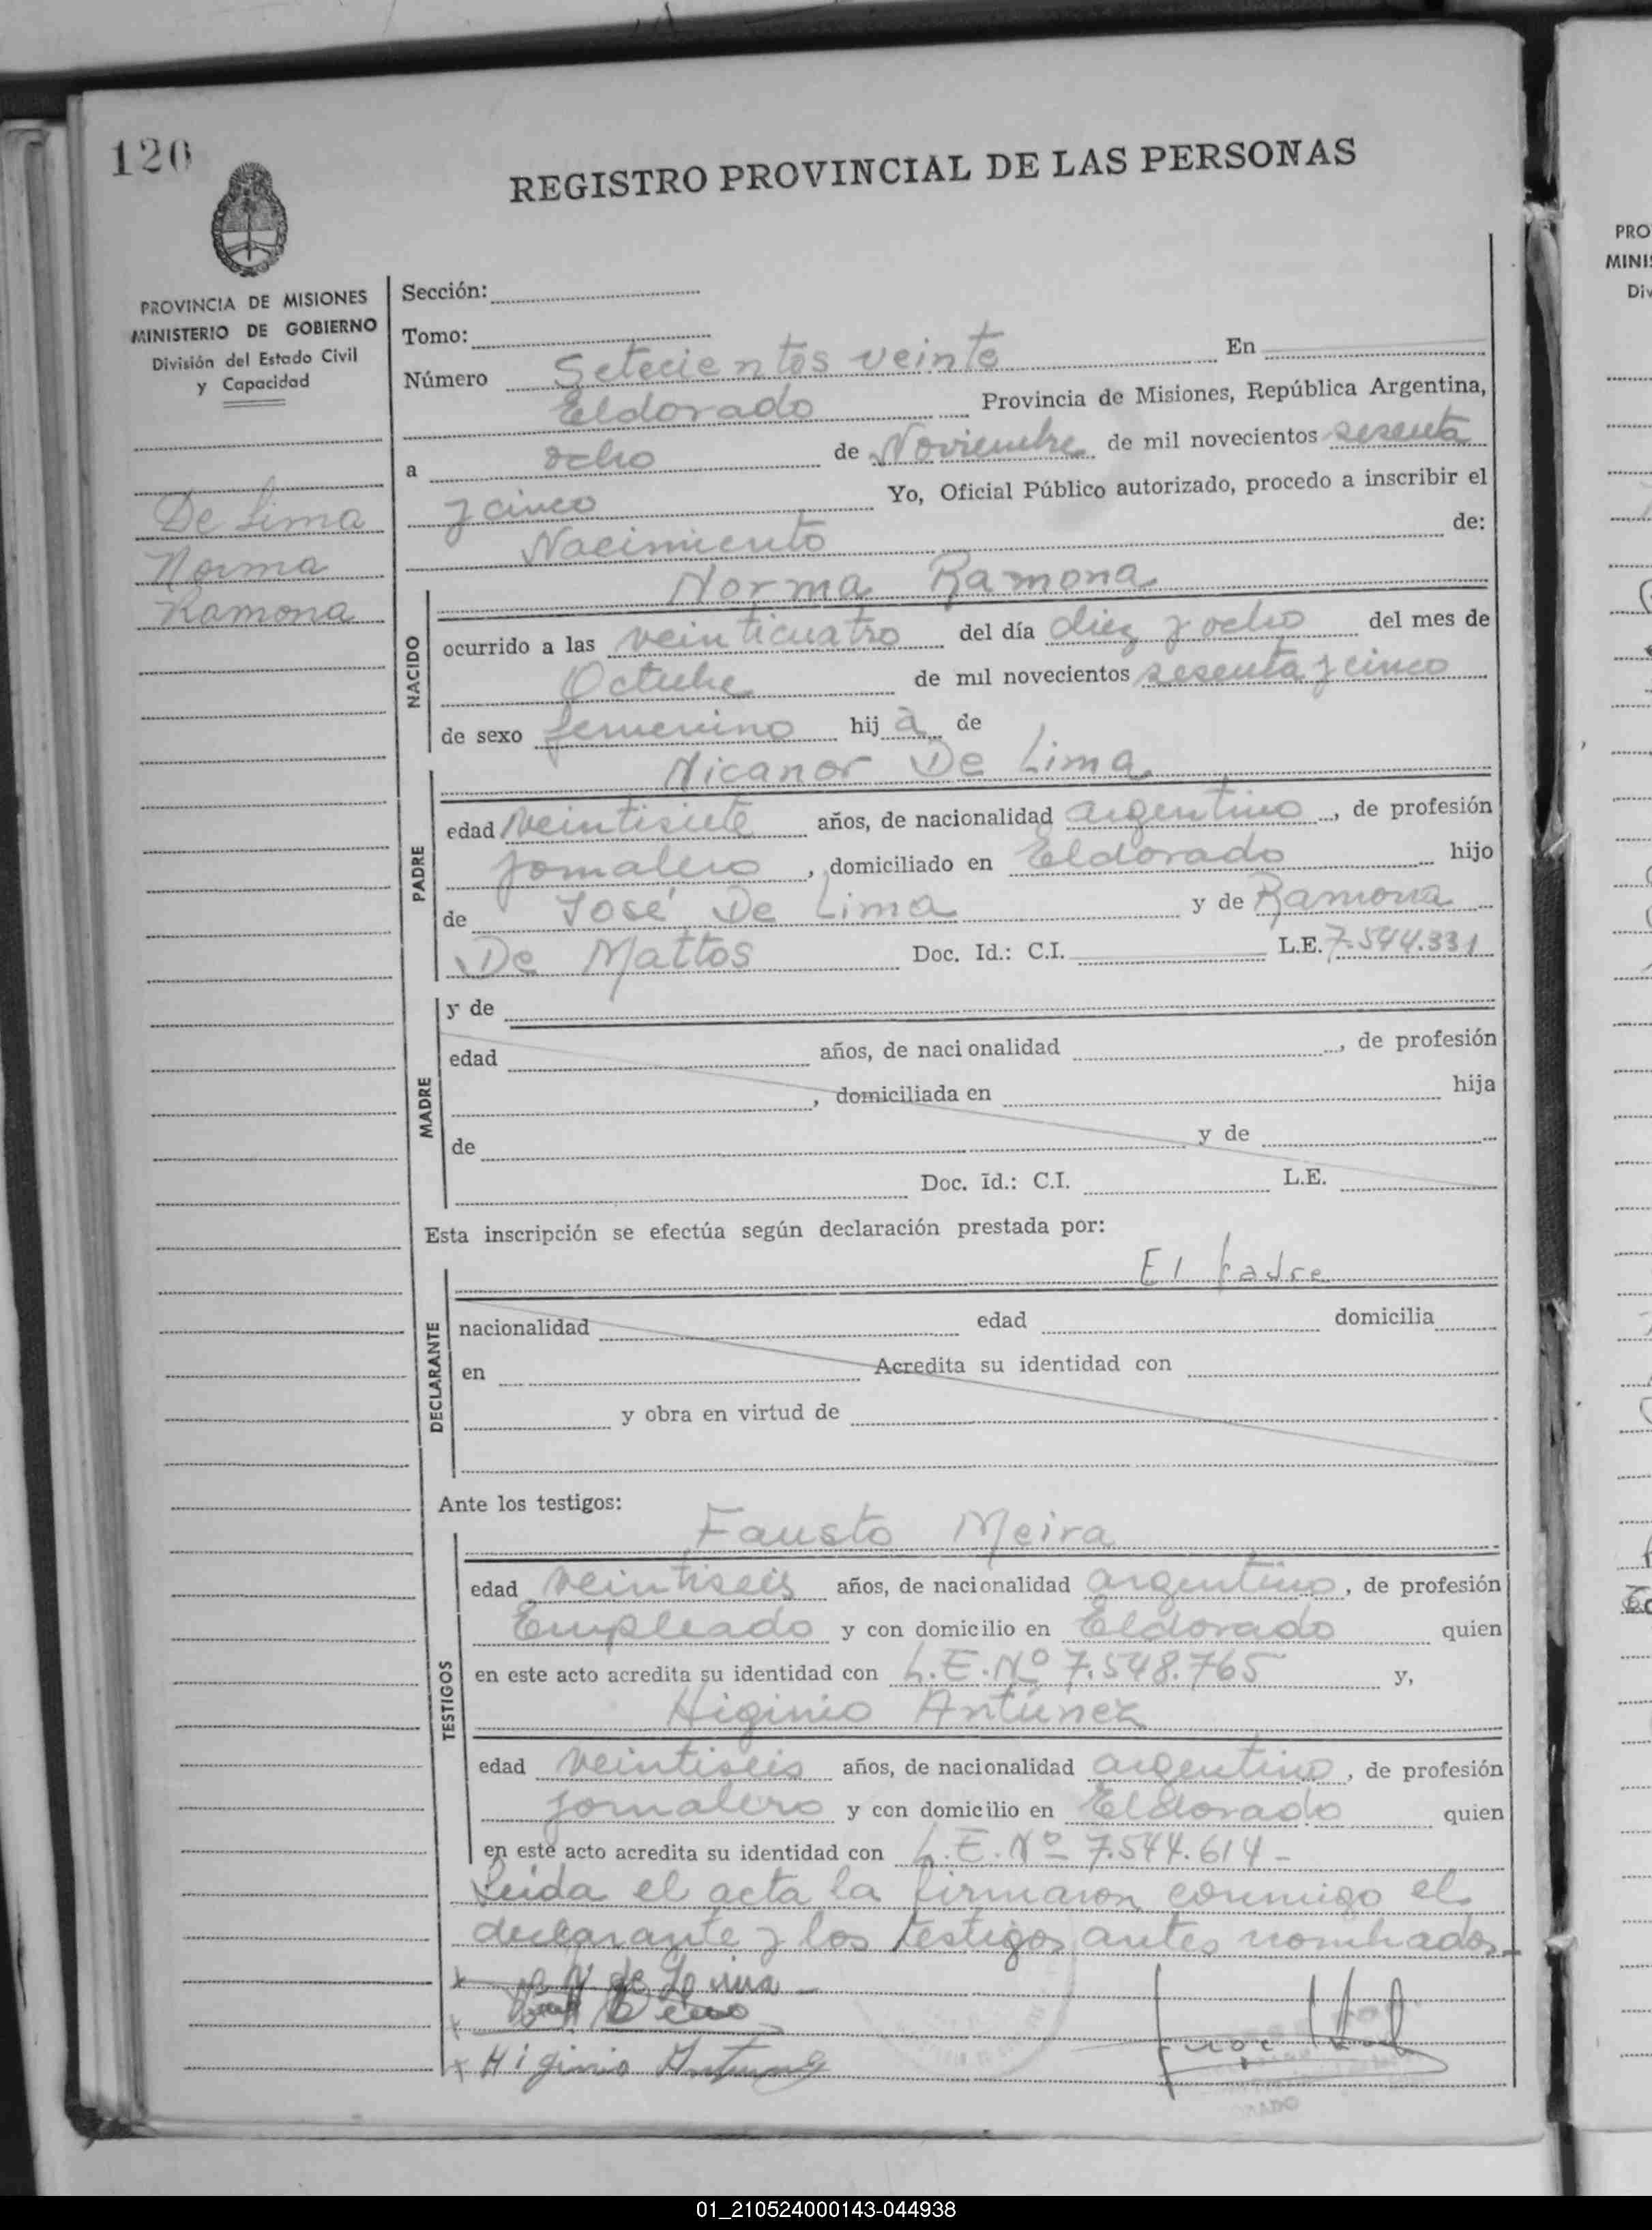 120
REGISTRO PROVINCIAL DE LAS PERSONAS
PROVINCIA DE MISIONES
MINISTERIO DE GOBIERNO
División del Estado Civil
y Capacidad
De Lima
Norma
Ramona
Sección:
Tomo:
Número Setecientos veinte En
Eldorado Provincia de Misiones, República Argentina,
a ocho de Noviembre de mil novecientos sesenta
y cinco Yo, Oficial Público autorizado, procedo a inscribir el
Nacimiento de:
NACIDO
Norma Ramona
ocurrido a las veinticuatro del día diez y ocho del mes de
Octubre de mil novecientos sesenta y cinco
de sexo femenino hij a de
PADRE
Nicanor De Lima
edad veintisiete años, de nacionalidad argentino, de profesión
jornalero, domiciliado en Eldorado hijo
de José De Lima y de Ramona
De Mattos Doc. Id.: C.I. L.E. 7.544.331
MADRE
y de
edad años, de nacionalidad , de profesión
, domiciliada en hija
de y de
Doc. Id.: C.I. L.E.
Esta inscripción se efectúa según declaración prestada por:
DECLARANTE
El padre
nacionalidad edad domicilia
en Acredita su identidad con
y obra en virtud de
Ante los testigos:
TESTIGOS
Fausto Meira
edad veintiseis años, de nacionalidad argentino, de profesión
Empleado y con domicilio en Eldorado quien
en este acto acredita su identidad con L.E.Nº 7.548.765 y,
Higinio Antúnez
edad veintiseis años, de nacionalidad argentino, de profesión
jornalero y con domicilio en Eldorado quien
en este acto acredita su identidad con L.E.Nº 7.544.614-
Leida el acta la firmaron conmigo el
declarante y los testigos antes nombrados.-
x N. de Lima
x
x Higinio Antunez
PRO
MINI
Div
01_210524000143-044938